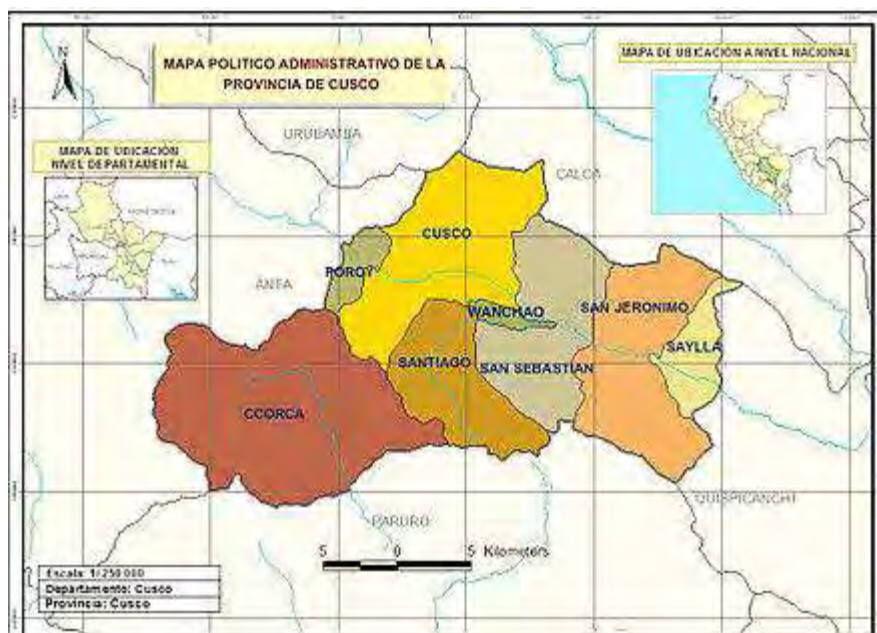 N
MAPA POLITICO ADMINISTRATIVO DE LA
PROVINCIA DE CUSCO
MAPA DE UBICACIÓN A NIVEL NACIONAL
MAPA DE UBICACIÓN
NIVEL DEPARTAMENTAL
URUBAMBA
CALCA
CUSCO
POROY
ANTA
WANCHAO
SAN JERONIMO
SANTIAGO
SAN SEBASTIAN
SAYLLA
CCORCA
QUISPICANCHI
PARURO
5 0 5 Kilometers
Escala: 1/250 000
Departamento: Cusco
Provincia: Cusco